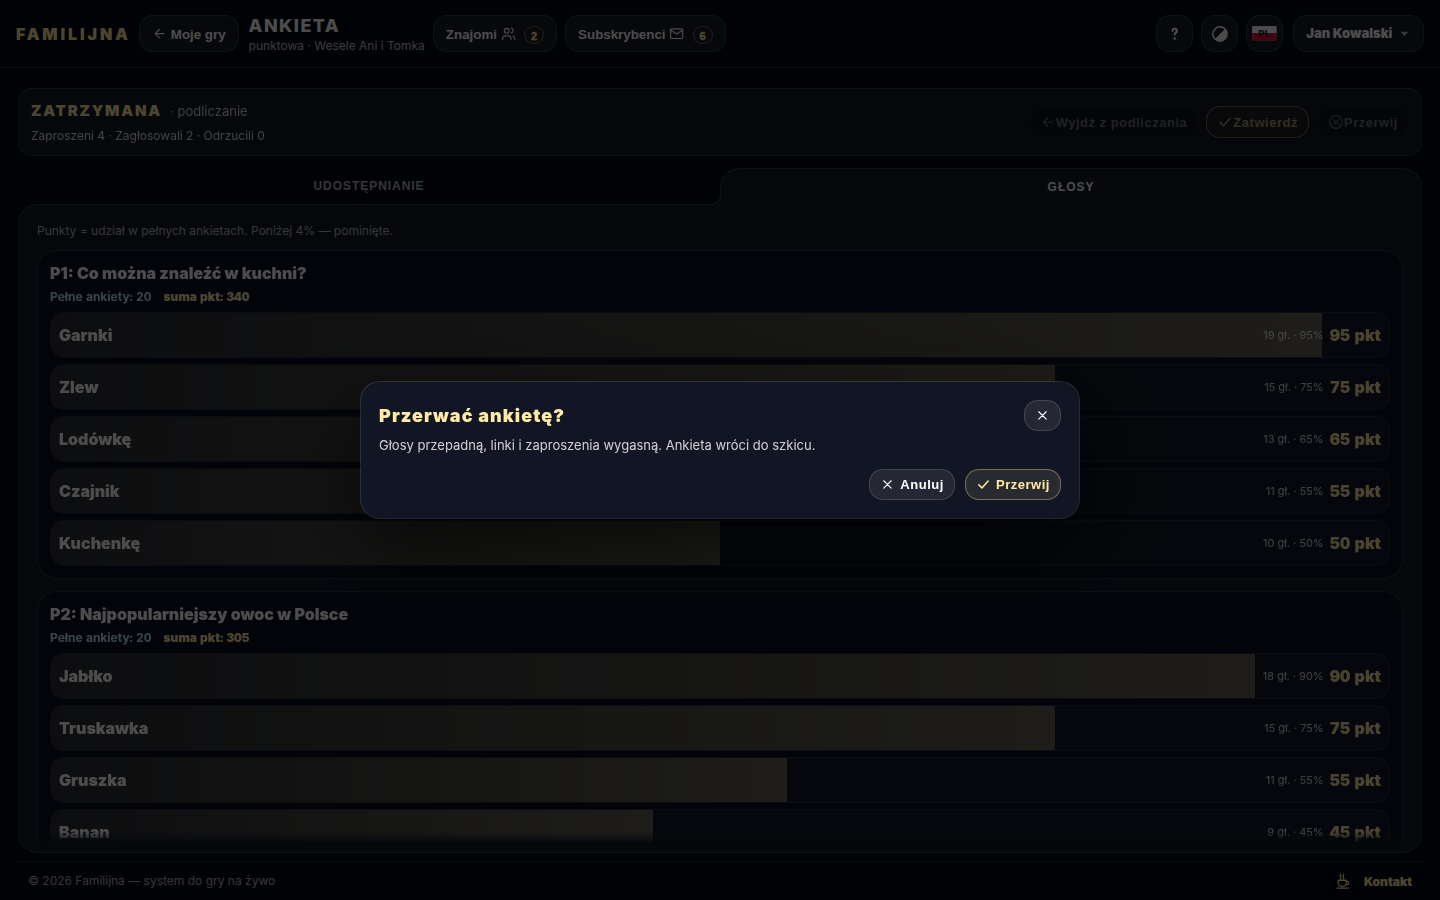 FAMILIJNA
← Moje gry
ANKIETA
punktowa · Wesele Ani i Tomka
Znajomi 2
Subskrybenci 6
?
PL
Jan Kowalski
ZATRZYMANA · podliczanie
Zaproszeni 4 · Zagłosowali 2 · Odrzucili 0
← Wyjdź z podliczania
Zatwierdź
Przerwij
UDOSTĘPNIANIE
GŁOSY
Punkty = udział w pełnych ankietach. Poniżej 4% — pominięte.
P1: Co można znaleźć w kuchni?
Pełne ankiety: 20 suma pkt: 340
Garnki 19 gł. · 95% 95 pkt
Zlew 15 gł. · 75% 75 pkt
Lodówkę 13 gł. · 65% 65 pkt
Czajnik 11 gł. · 55% 55 pkt
Kuchenkę 10 gł. · 50% 50 pkt
Przerwać ankietę?
Głosy przepadną, linki i zaproszenia wygasną. Ankieta wróci do szkicu.
Anuluj
Przerwij
P2: Najpopularniejszy owoc w Polsce
Pełne ankiety: 20 suma pkt: 305
Jabłko 18 gł. · 90% 90 pkt
Truskawka 15 gł. · 75% 75 pkt
Gruszka 11 gł. · 55% 55 pkt
Banan 9 gł. · 45% 45 pkt
© 2026 Familijna — system do gry na żywo
Kontakt